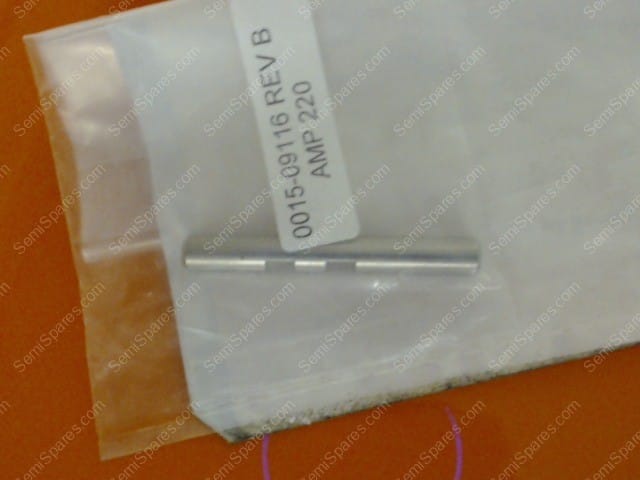 0015-09116 REV B
AMP 220
SemiSpares.com